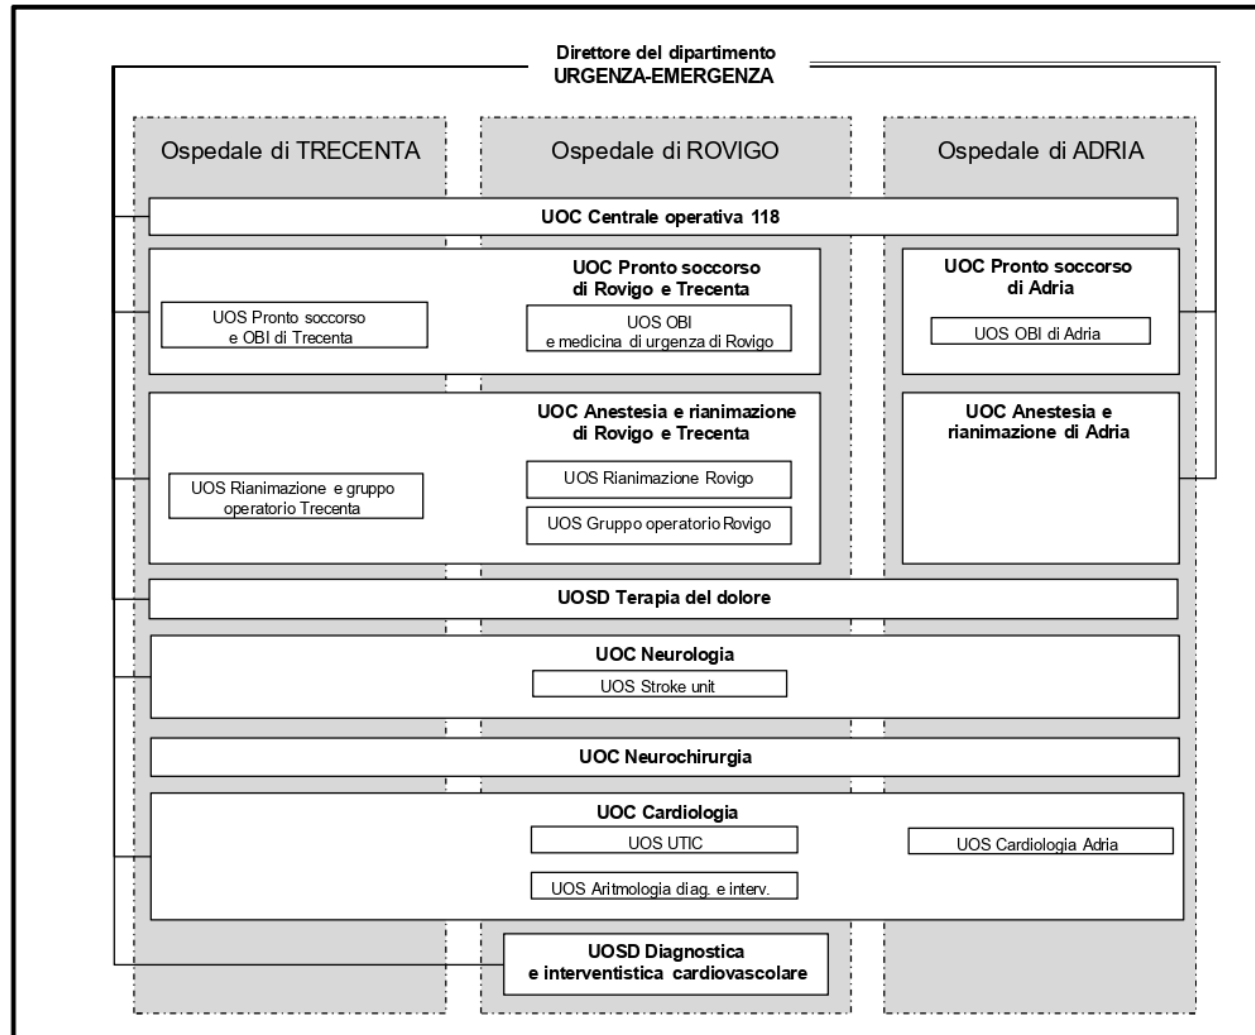 Direttore del dipartimento
URGENZA-EMERGENZA
Ospedale di TRECENTA
Ospedale di ROVIGO
Ospedale di ADRIA
UOC Centrale operativa 118
UOC Pronto soccorso
di Rovigo e Trecenta
UOS Pronto soccorso
e OBI di Trecenta
UOS OBI
e medicina di urgenza di Rovigo
UOC Pronto soccorso
di Adria
UOS OBI di Adria
UOC Anestesia e rianimazione
di Rovigo e Trecenta
UOS Rianimazione e gruppo
operatorio Trecenta
UOS Rianimazione Rovigo
UOS Gruppo operatorio Rovigo
UOC Anestesia e
rianimazione di Adria
UOSD Terapia del dolore
UOC Neurologia
UOS Stroke unit
UOC Neurochirurgia
UOC Cardiologia
UOS UTIC
UOS Cardiologia Adria
UOS Aritmologia diag. e interv.
UOSD Diagnostica
e interventistica cardiovascolare